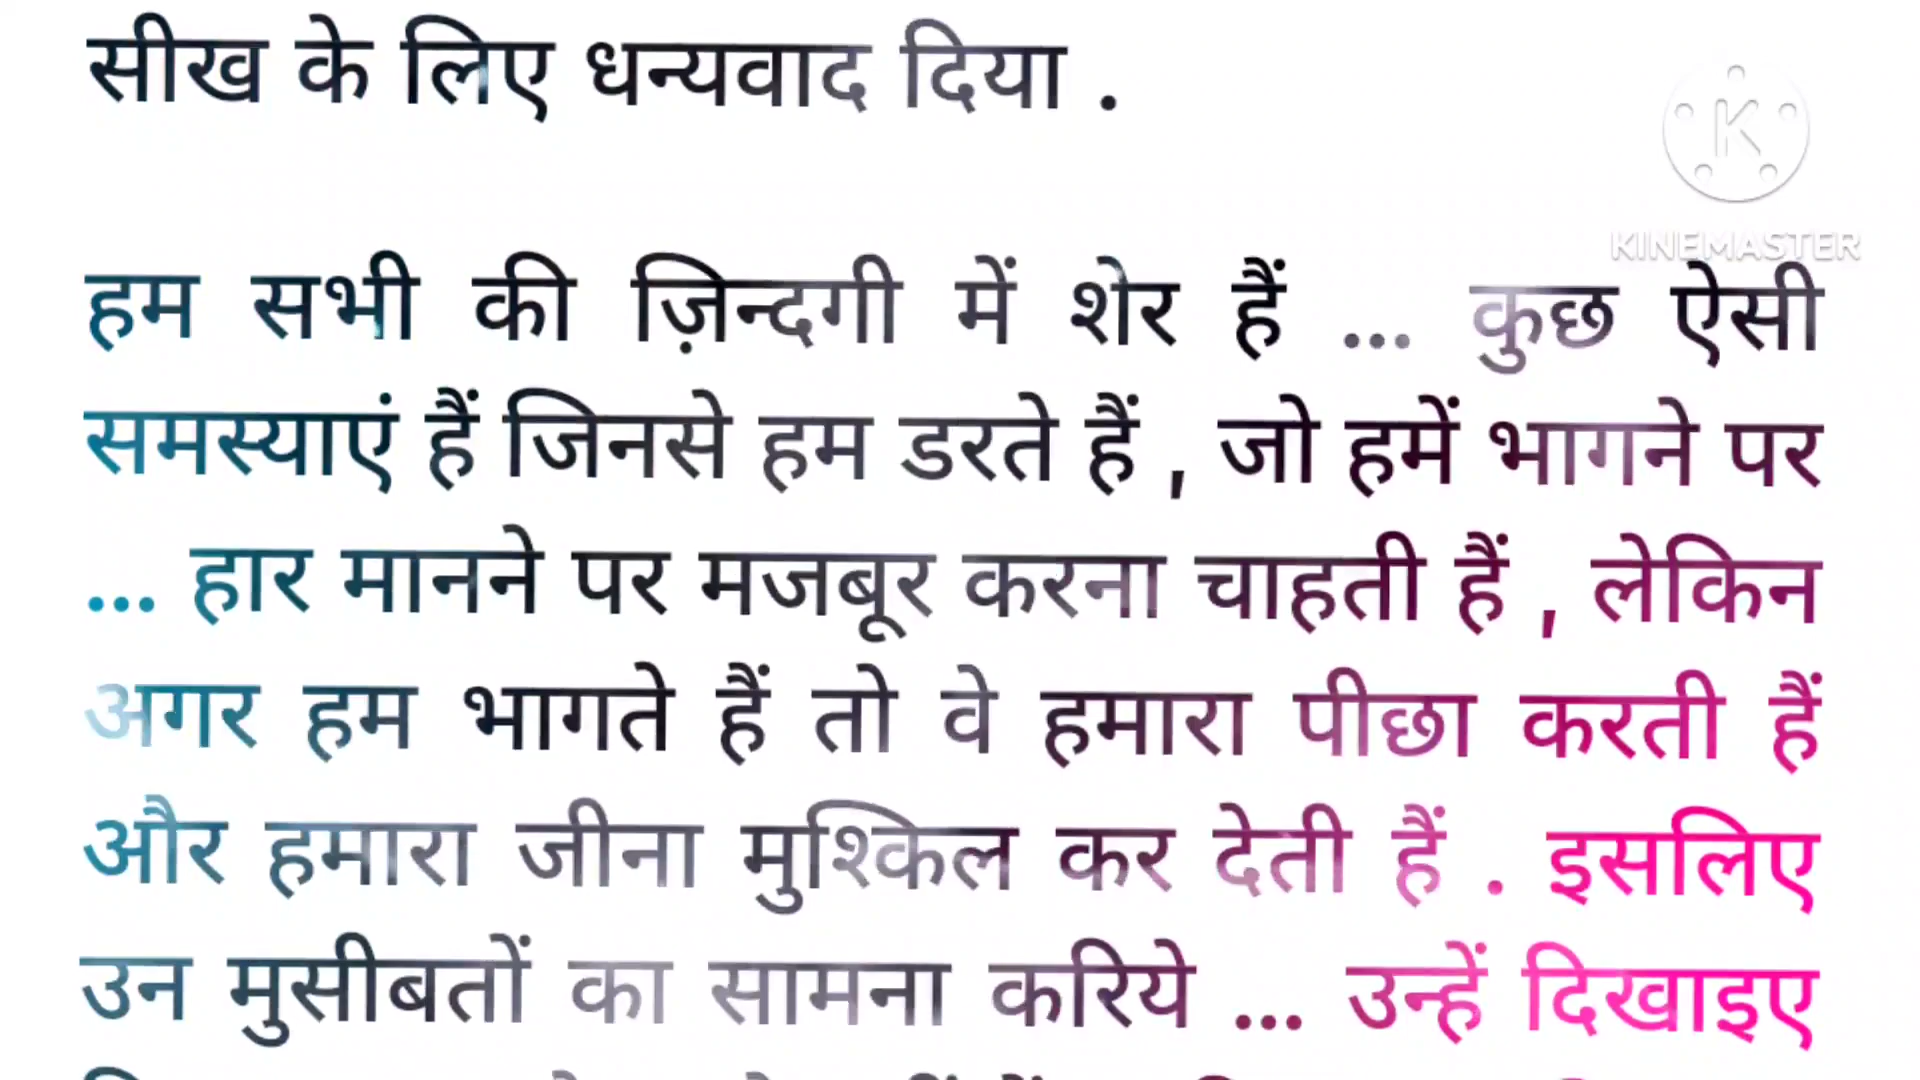 सीख के लिए धन्यवाद दिया .
KINEMASTER
हम सभी की ज़िन्दगी में शेर हैं ... कुछ ऐसी
समस्याएं हैं जिनसे हम डरते हैं , जो हमें भागने पर
... हार मानने पर मजबूर करना चाहती हैं , लेकिन
अगर हम भागते हैं तो वे हमारा पीछा करती हैं
और हमारा जीना मुश्किल कर देती हैं . इसलिए
उन मुसीबतों का सामना करिये ... उन्हें दिखाइए